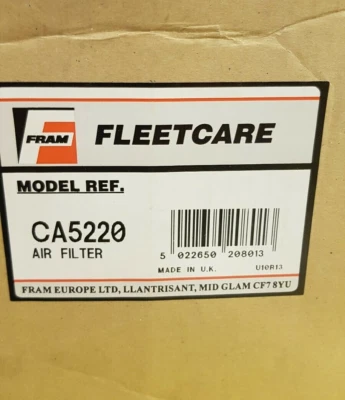 FRAM FLEETCARE
MODEL REF.
CA5220
AIR FILTER
5 022650 208013
MADE IN U.K. U10R13
FRAM EUROPE LTD, LLANTRISANT, MID GLAM CF7 8YU